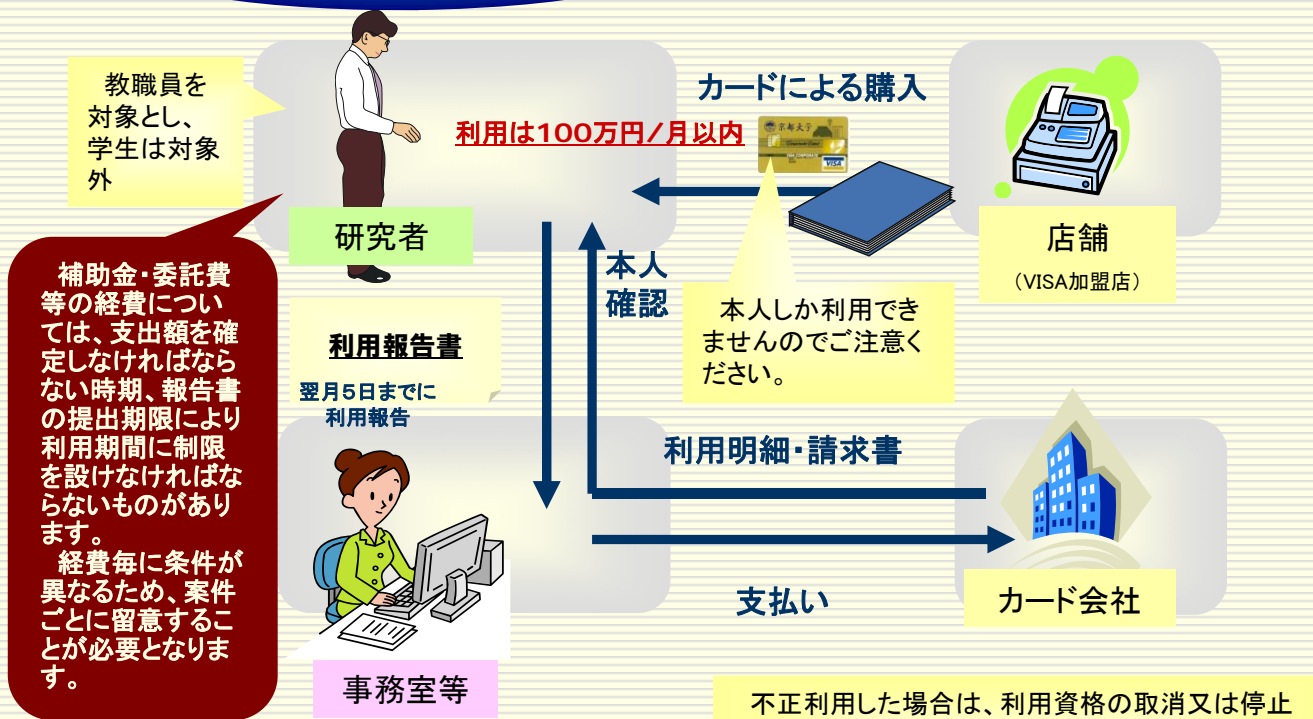 教職員を
対象とし、
学生は対象
外
カードによる購入
利用は100万円/月以内
京都大学
VISA
研究者
店舗
(VISA加盟店)
本人
確認
本人しか利用でき
ませんのでご注意く
ださい。
補助金・委託費
等の経費につい
ては、支出額を確
定しなければなら
ない時期、報告書
の提出期限により
利用期間に制限
を設けなければな
らないものがあり
ます。
経費毎に条件が
異なるため、案件
ごとに留意するこ
とが必要となりま
す。
利用報告書
翌月5日までに
利用報告
利用明細・請求書
支払い
カード会社
事務室等
不正利用した場合は、利用資格の取消又は停止